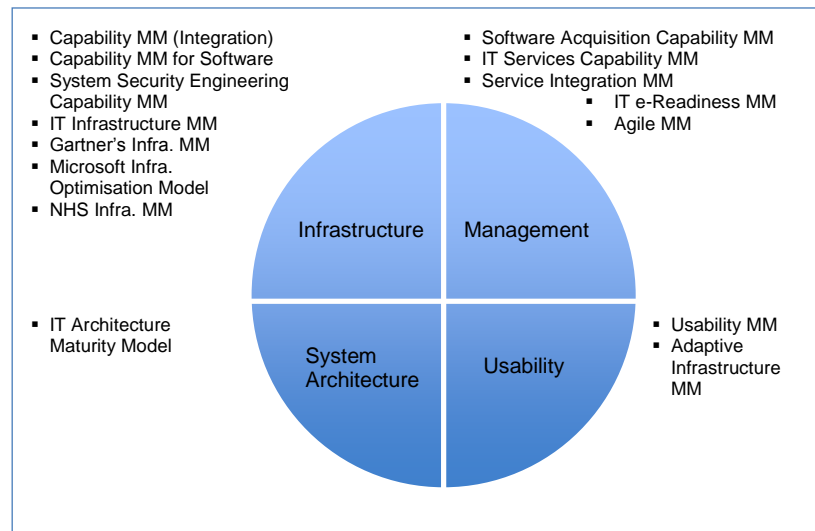 ▪ Capability MM (Integration)
▪ Capability MM for Software
▪ System Security Engineering
Capability MM
▪ IT Infrastructure MM
▪ Gartner’s Infra. MM
▪ Microsoft Infra.
Optimisation Model
▪ NHS Infra. MM
▪ Software Acquisition Capability MM
▪ IT Services Capability MM
▪ Service Integration MM
▪ IT e-Readiness MM
▪ Agile MM
Infrastructure
Management
▪ IT Architecture
Maturity Model
System
Architecture
Usability
▪ Usability MM
▪ Adaptive
Infrastructure
MM